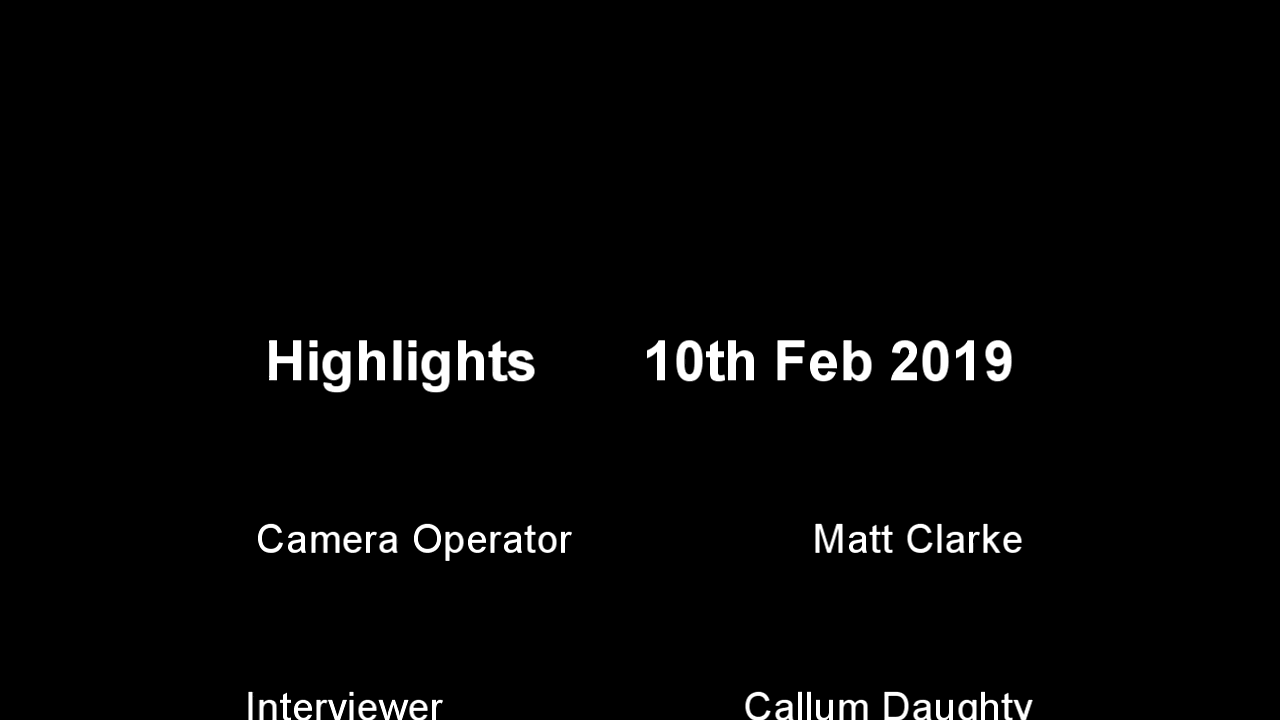 Highlights 10th Feb 2019
Camera Operator Matt Clarke
Interviewer Callum Daughty